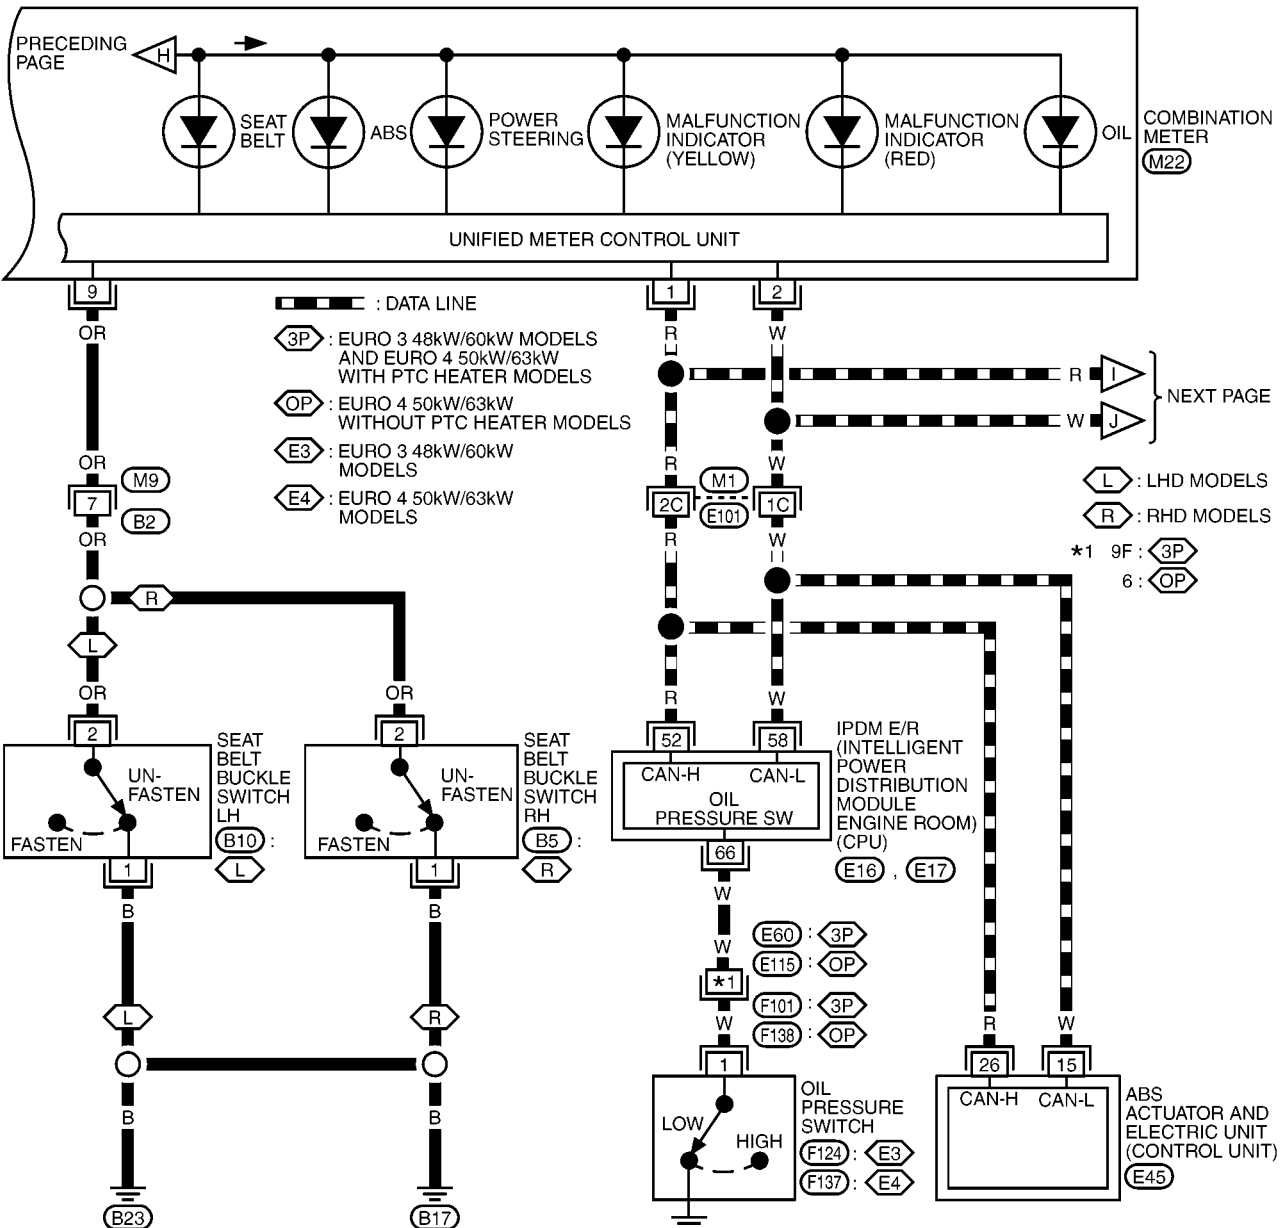 PRECEDING
PAGE
H
SEAT
BELT
ABS
POWER
STEERING
MALFUNCTION
INDICATOR
(YELLOW)
MALFUNCTION
INDICATOR
(RED)
OIL
COMBINATION
METER
M22
UNIFIED METER CONTROL UNIT
9
1
2
OR
R
W
: DATA LINE
3P : EURO 3 48kW/60kW MODELS
AND EURO 4 50kW/63kW
WITH PTC HEATER MODELS
OP : EURO 4 50kW/63kW
WITHOUT PTC HEATER MODELS
E3 : EURO 3 48kW/60kW
MODELS
E4 : EURO 4 50kW/63kW
MODELS
R
I
W
J
NEXT PAGE
OR
R
W
M9
7
B2
OR
2C
M1
E101
1C
R
W
L : LHD MODELS
R : RHD MODELS
*1 9F : 3P
6 : OP
R
L
OR
OR
R
W
2
2
52
58
SEAT
BELT
BUCKLE
SWITCH
LH
B10 :
L
UN-
FASTEN
FASTEN
1
SEAT
BELT
BUCKLE
SWITCH
RH
B5 :
R
UN-
FASTEN
FASTEN
1
CAN-H
CAN-L
OIL
PRESSURE SW
66
IPDM E/R
(INTELLIGENT
POWER
DISTRIBUTION
MODULE
ENGINE ROOM)
(CPU)
E16 , E17
B
B
W
W
E60 : 3P
E115 : OP
*1
F101 : 3P
F138 : OP
W
L
R
R
W
1
26
15
B
B
B23
B17
LOW
HIGH
OIL
PRESSURE
SWITCH
F124 : E3
F137 : E4
CAN-H
CAN-L
ABS
ACTUATOR AND
ELECTRIC UNIT
(CONTROL UNIT)
E45